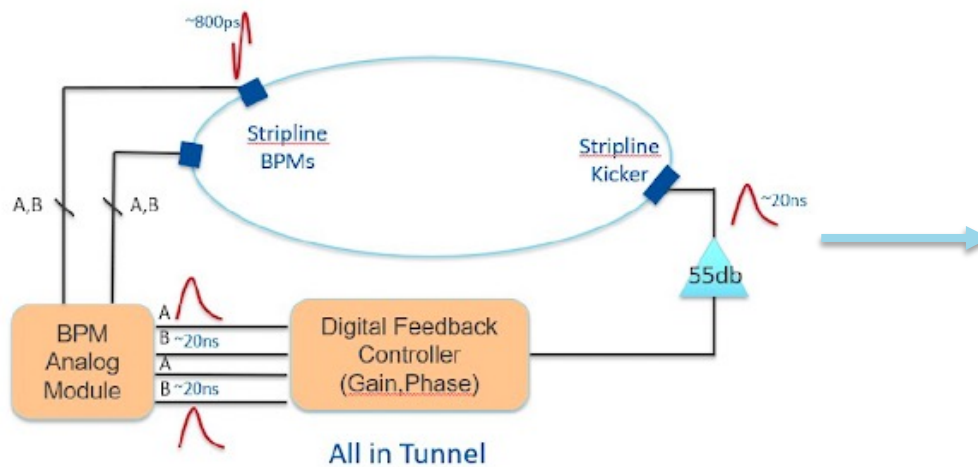 ~800ps
Stripline
BPMs
Stripline
Kicker
A,B
A,B
~20ns
55db
BPM
Analog
Module
A
B ~20ns
A
B ~20ns
Digital Feedback
Controller
(Gain,Phase)
All in Tunnel